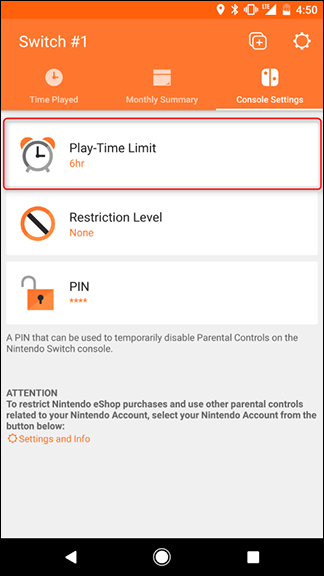 4:50
Switch #1
Time Played
Monthly Summary
Console Settings
Play-Time Limit
6hr
Restriction Level
None
PIN
****
A PIN that can be used to temporarily disable Parental Controls on the
Nintendo Switch console.
ATTENTION
To restrict Nintendo eShop purchases and use other parental controls
related to your Nintendo Account, select your Nintendo Account from the
button below:
Settings and Info